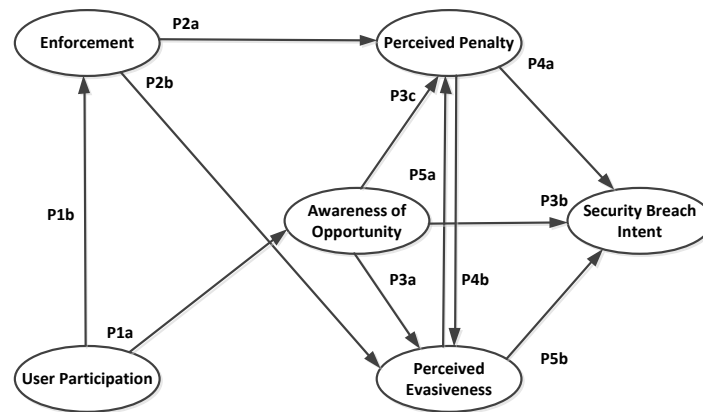 Enforcement
P2a
Perceived Penalty
P2b
P4a
P3c
P5a
P1b
Awareness of
Opportunity
P3b
Security Breach
Intent
P3a
P4b
P1a
User Participation
Perceived
Evasiveness
P5b